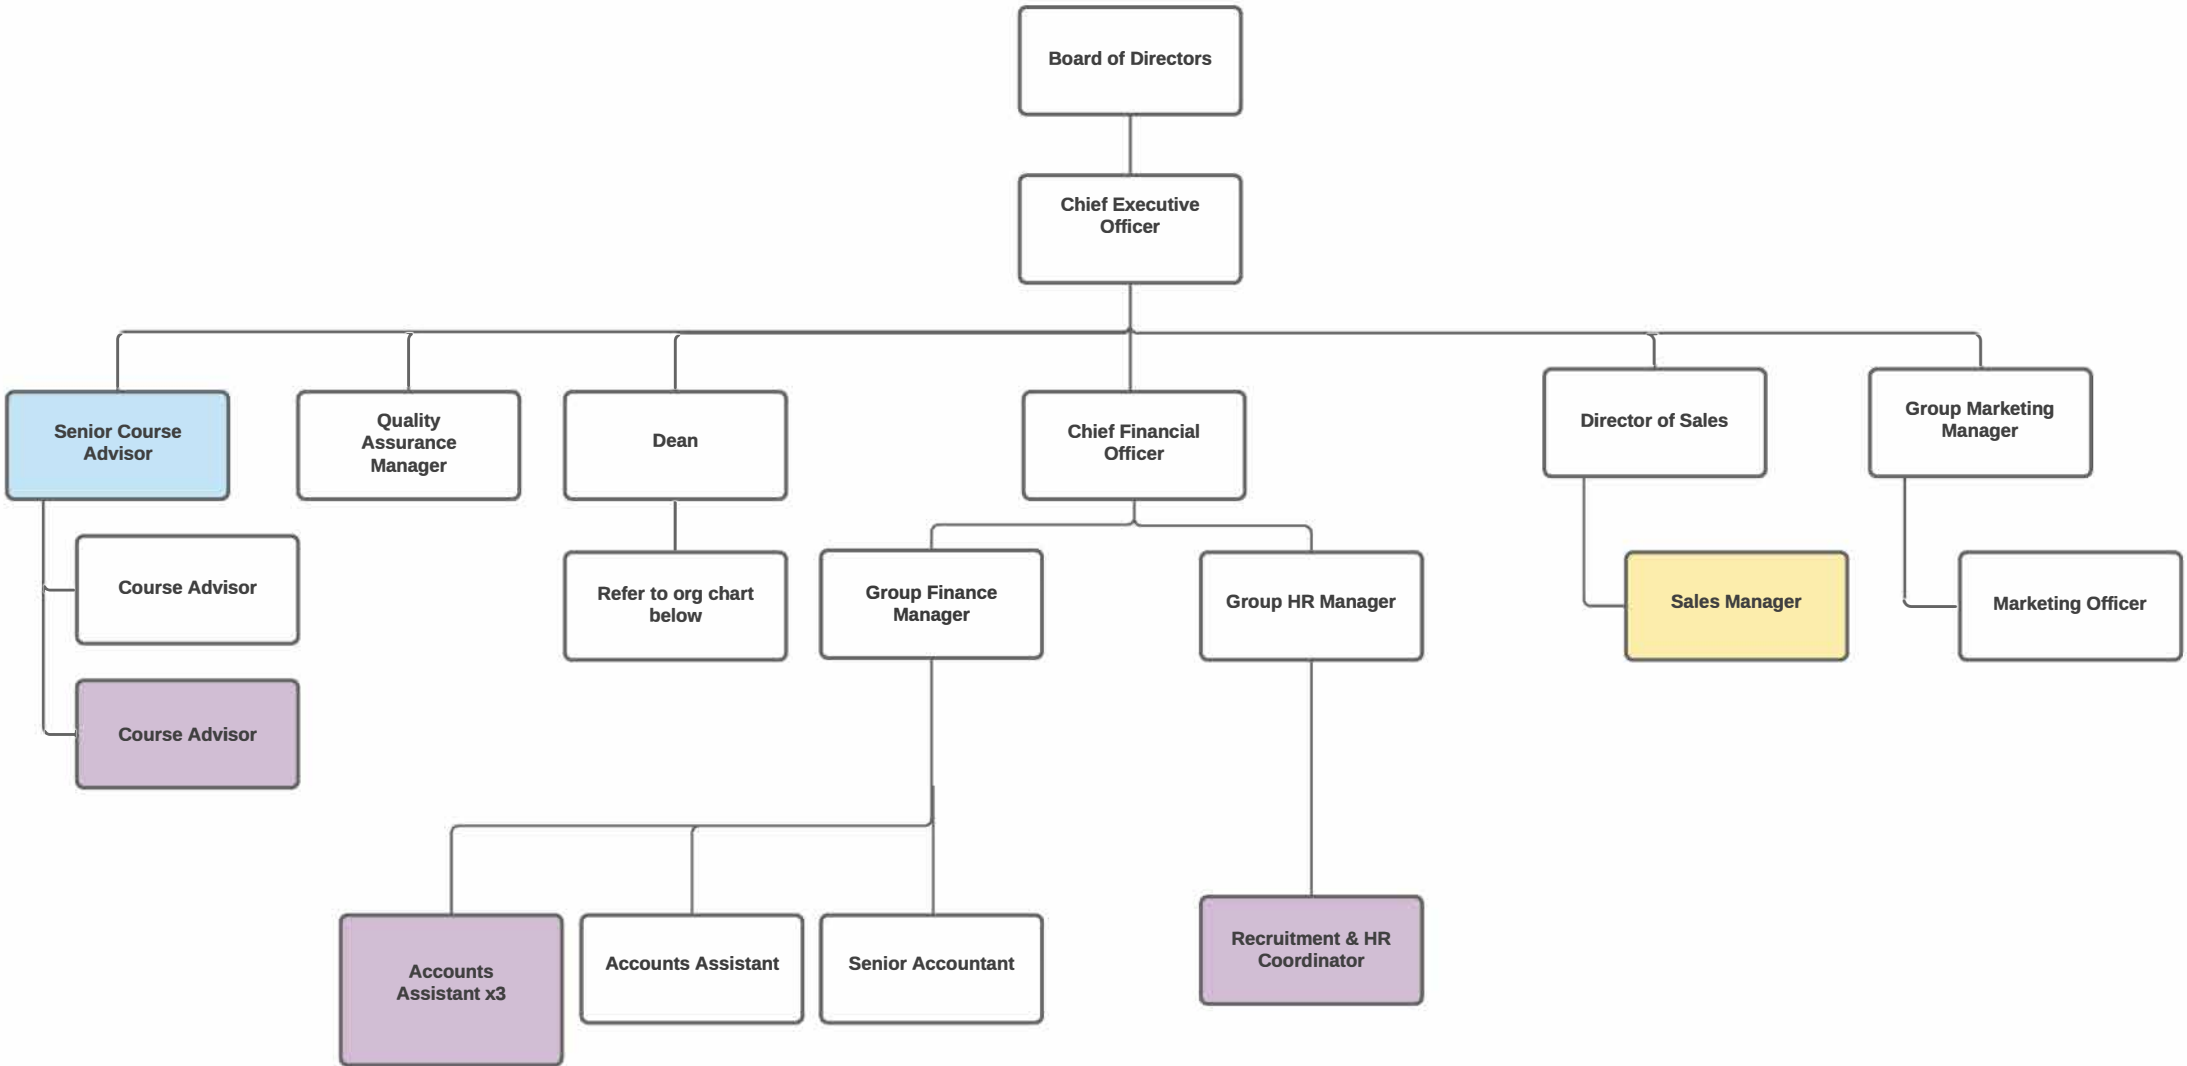 Board of Directors
Chief Executive
Officer
Senior Course
Advisor
Quality
Assurance
Manager
Dean
Chief Financial
Officer
Director of Sales
Group Marketing
Manager
Course Advisor
Refer to org chart
below
Group Finance
Manager
Group HR Manager
Sales Manager
Marketing Officer
Course Advisor
Accounts
Assistant x3
Accounts Assistant
Senior Accountant
Recruitment & HR
Coordinator